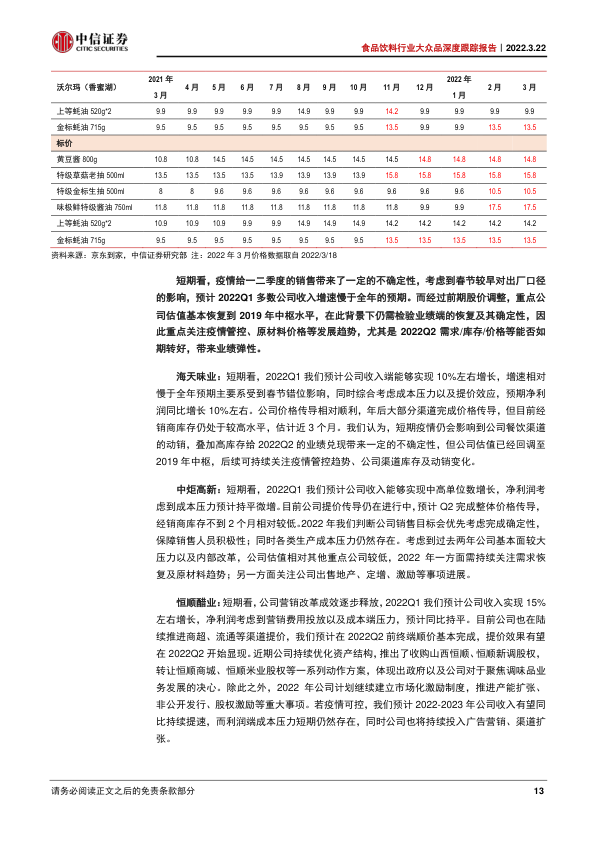 中信证券
CITIC SECURITIES
食品饮料行业大众品深度跟踪报告｜2022.3.22
沃尔玛（香蜜湖） 2021 年 3 月 4 月 5 月 6 月 7 月 8 月 9 月 10 月 11 月 12 月 2022 年 1 月 2 月 3 月
上等蚝油 520g*2 9.9 9.9 9.9 9.9 9.9 14.9 9.9 9.9 14.2 9.9 9.9 9.9 9.9
金标蚝油 715g 9.5 9.5 9.5 9.5 9.5 9.5 9.5 9.5 13.5 9.9 9.9 13.5 13.5
标价
黄豆酱 800g 10.8 10.8 14.5 14.5 14.5 14.5 14.5 14.5 14.5 14.8 14.8 14.8 14.8
特级草菇老抽 500ml 13.5 13.5 13.5 13.5 13.9 13.9 13.9 13.9 15.8 15.8 15.8 15.8 15.8
特级金标生抽 500ml 8 8 9.6 9.6 9.6 9.6 9.6 9.6 9.6 9.6 9.6 10.5 10.5
味极鲜特级酱油 750ml 11.8 11.8 11.8 11.8 11.8 11.8 11.8 11.8 11.8 9.9 9.9 17.5 17.5
上等蚝油 520g*2 10.9 10.9 10.9 9.9 9.9 14.9 14.9 14.9 14.2 14.2 14.2 14.2 14.2
金标蚝油 715g 9.5 9.5 9.5 9.5 9.5 9.5 9.5 9.5 13.5 13.5 13.5 13.5 13.5
资料来源：京东到家，中信证券研究部 注：2022 年 3 月价格数据取自 2022/3/18
短期看，疫情给一二季度的销售带来了一定的不确定性，考虑到春节较早对出厂口径
的影响，预计 2022Q1 多数公司收入增速慢于全年的预期。而经过前期股价调整，重点公
司估值基本恢复到 2019 年中枢水平，在此背景下仍需检验业绩端的恢复及其确定性，因
此重点关注疫情管控、原材料价格等发展趋势，尤其是 2022Q2 需求/库存/价格等能否如
期转好，带来业绩弹性。
海天味业：短期看，2022Q1 我们预计公司收入端能够实现 10%左右增长，增速相对
慢于全年预期主要系受到春节错位影响，同时综合考虑成本压力以及提价效应，预期净利
润同比增长 10%左右。公司价格传导相对顺利，年后大部分渠道完成价格传导，但目前经
销商库存仍处于较高水平，估计近 3 个月。我们认为，短期疫情仍会影响到公司餐饮渠道
的动销，叠加高库存给 2022Q2 的业绩兑现带来一定的不确定性，但公司估值已经回调至
2019 年中枢，后续可持续关注疫情管控趋势、公司渠道库存及动销变化。
中炬高新：短期看，2022Q1 我们预计公司收入能够实现中高单位数增长，净利润考
虑到成本压力预计持平微增。目前公司提价传导仍在进行中，预计 Q2 完成整体价格传导，
经销商库存不到 2 个月相对较低。2022 年我们判断公司销售目标会优先考虑完成确定性，
保障销售人员积极性；同时各类生产成本压力仍然存在。考虑到过去两年公司基本面较大
压力以及内部改革，公司估值相对其他重点公司较低，2022 年一方面需持续关注需求恢
复及原材料趋势；另一方面关注公司出售地产、定增、激励等事项进展。
恒顺醋业：短期看，公司营销改革成效逐步释放，2022Q1 我们预计公司收入实现 15%
左右增长，净利润考虑到营销费用投放以及成本端压力，预计同比持平。目前公司也在陆
续推进商超、流通等渠道提价，我们预计在 2022Q2 前终端顺价基本完成，提价效果有望
在 2022Q2 开始显现。近期公司持续优化资产结构，推出了收购山西恒顺、恒顺新调股权，
转让恒顺商城、恒顺米业股权等一系列动作方案，体现出政府以及公司对于聚焦调味品业
务发展的决心。除此之外，2022 年公司计划继续建立市场化激励制度，推进产能扩张、
非公开发行、股权激励等重大事项。若疫情可控，我们预计 2022-2023 年公司收入有望同
比持续提速，而利润端成本压力短期仍然存在，同时公司也将持续投入广告营销、渠道扩
张。
请务必阅读正文之后的免责条款部分
13